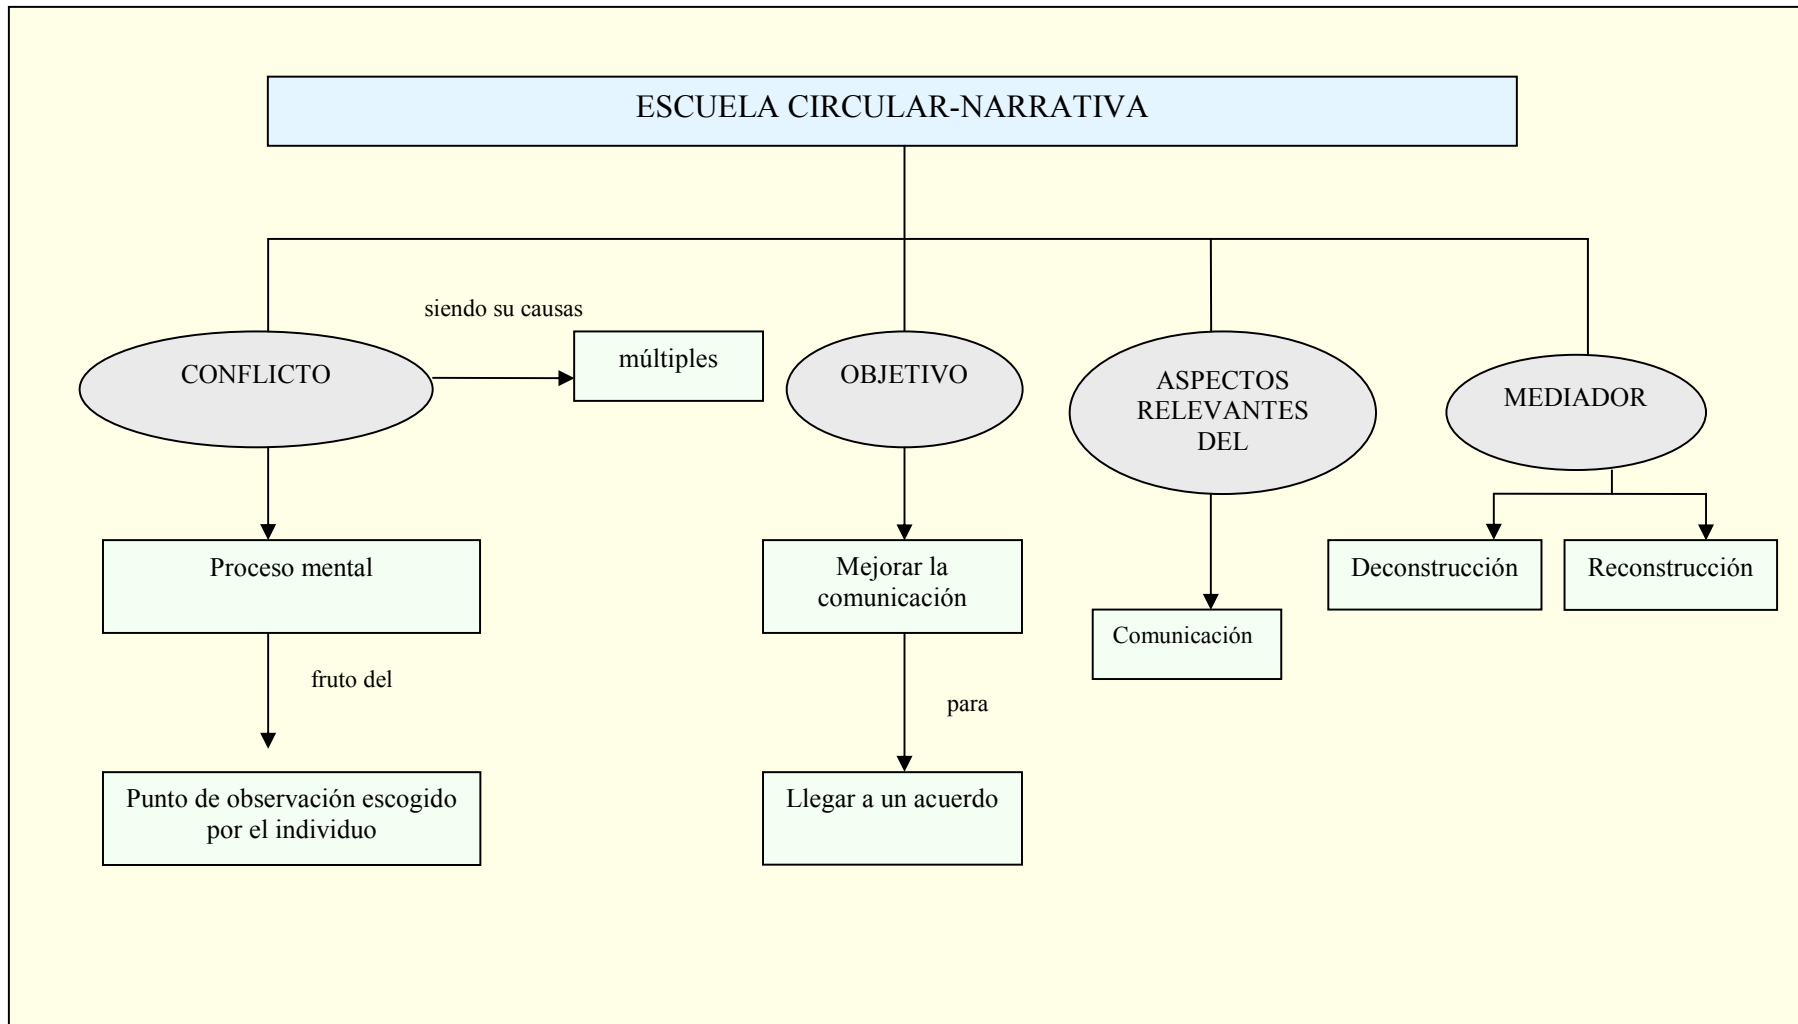 ESCUELA CIRCULAR-NARRATIVA
siendo su causas
múltiples
CONFLICTO
OBJETIVO
ASPECTOS
RELEVANTES
DEL
MEDIADOR
Proceso mental
Mejorar la
comunicación
Comunicación
Deconstrucción
Reconstrucción
fruto del
para
Punto de observación escogido
por el individuo
Llegar a un acuerdo